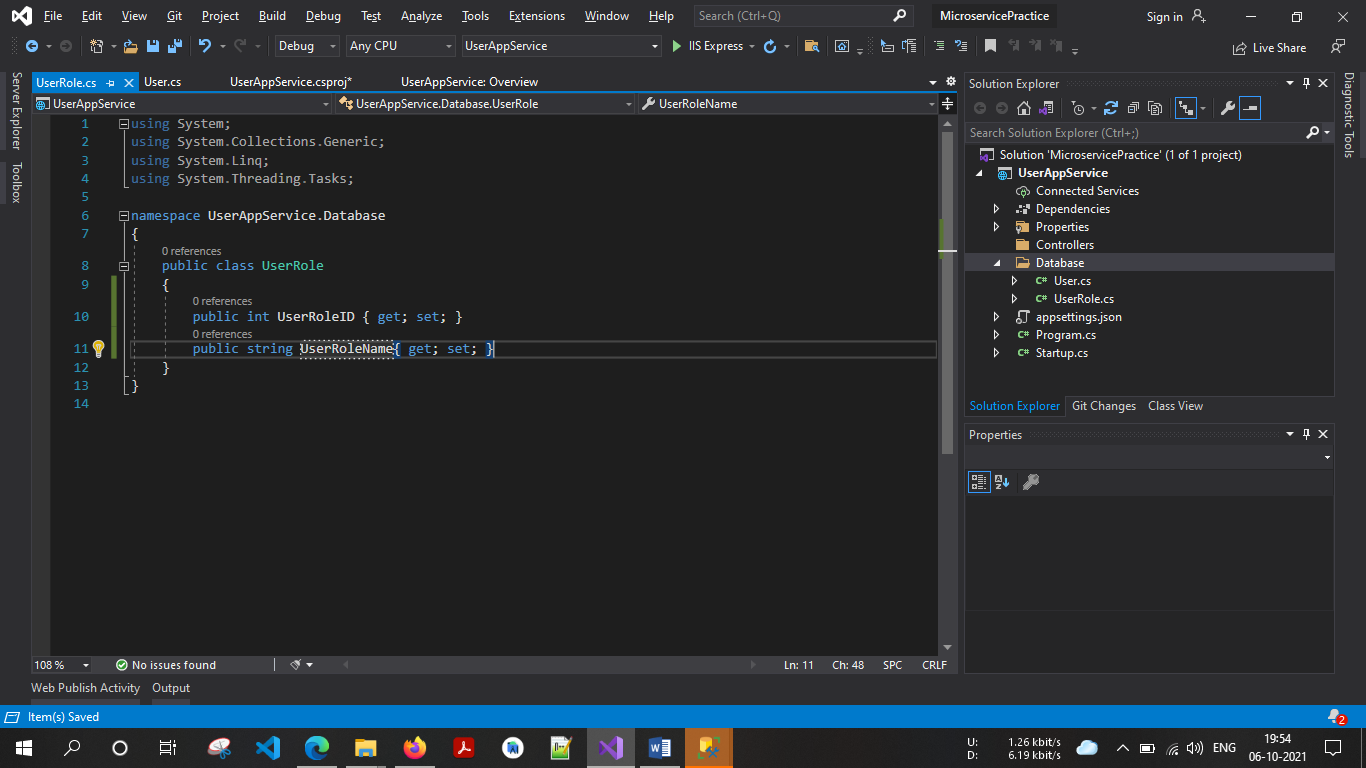 File Edit View Git Project Build Debug Test Analyze Tools Extensions Window Help Search (Ctrl+Q) MicroservicePractice Sign in
Debug Any CPU UserAppService IIS Express Live Share
Server Explorer
Toolbox
UserRole.cs User.cs UserAppService.csproj* UserAppService: Overview
UserAppService UserAppService.Database.UserRole UserRoleName
1 using System;
2 using System.Collections.Generic;
3 using System.Linq;
4 using System.Threading.Tasks;
5
6 namespace UserAppService.Database
7 {
0 references
8 public class UserRole
9 {
0 references
10 public int UserRoleID { get; set; }
0 references
11 public string UserRoleName{ get; set; }
12 }
13 }
14
108 % No issues found Ln: 11 Ch: 48 SPC CRLF
Web Publish Activity Output
Solution Explorer
Search Solution Explorer (Ctrl+;)
Solution 'MicroservicePractice' (1 of 1 project)
UserAppService
Connected Services
Dependencies
Properties
Controllers
Database
C# User.cs
C# UserRole.cs
appsettings.json
C# Program.cs
C# Startup.cs
Solution Explorer Git Changes Class View
Properties
Diagnostic Tools
Item(s) Saved 2
U: 1.26 kbit/s
D: 6.19 kbit/s
ENG
19:54
06-10-2021